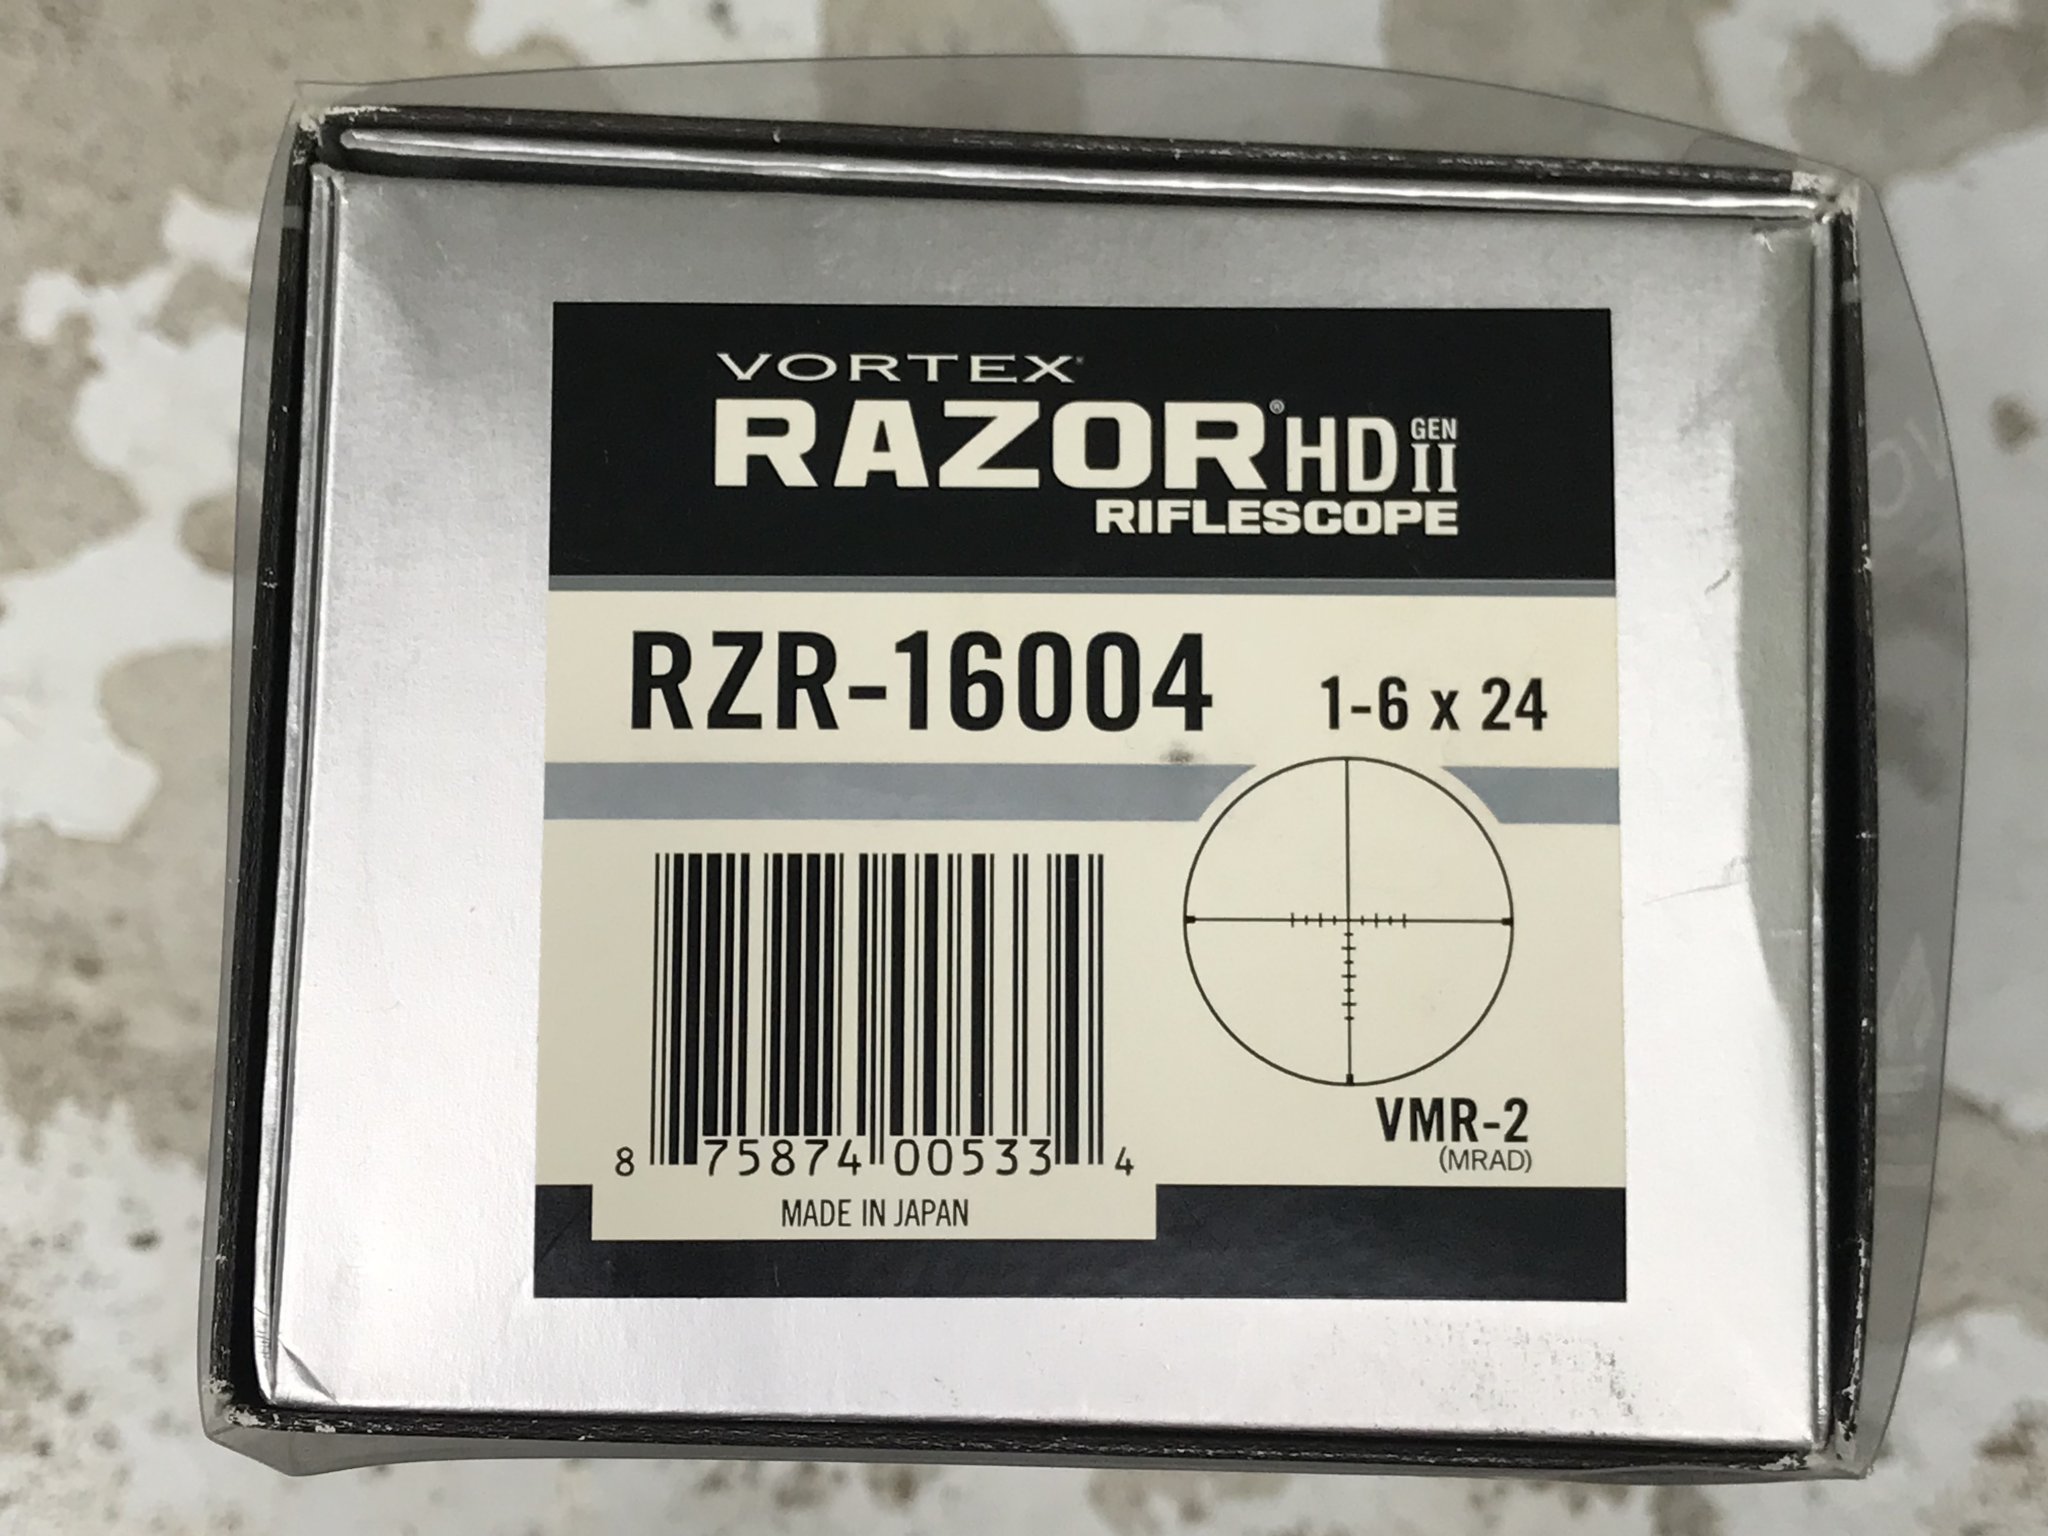 VORTEX®
RAZOR® HD GEN II
RIFLESCOPE
RZR-16004 1-6 x 24
VMR-2
(MRAD)
8 75874 00533 4
MADE IN JAPAN